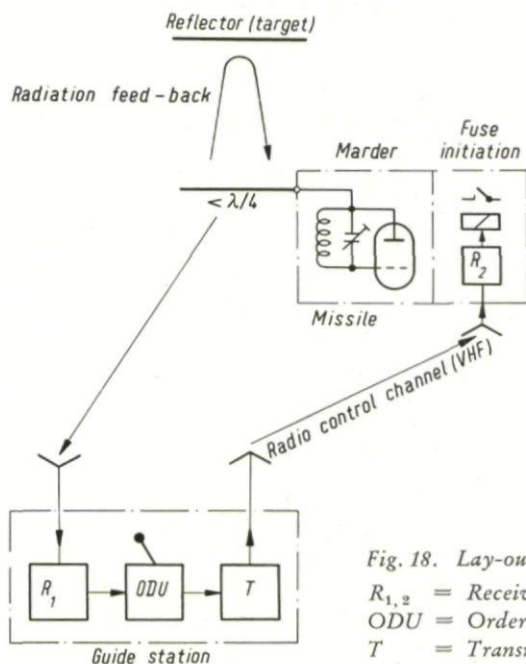 Reflector (target)
Radiation feed-back
Fuse
initiation
Marder
< λ/4
R₂
Missile
Radio control channel (VHF)
R₁
ODU
T
Guide station
Fig. 18. Lay-ou
R₁,₂ = Receiv
ODU = Order
T = Transi